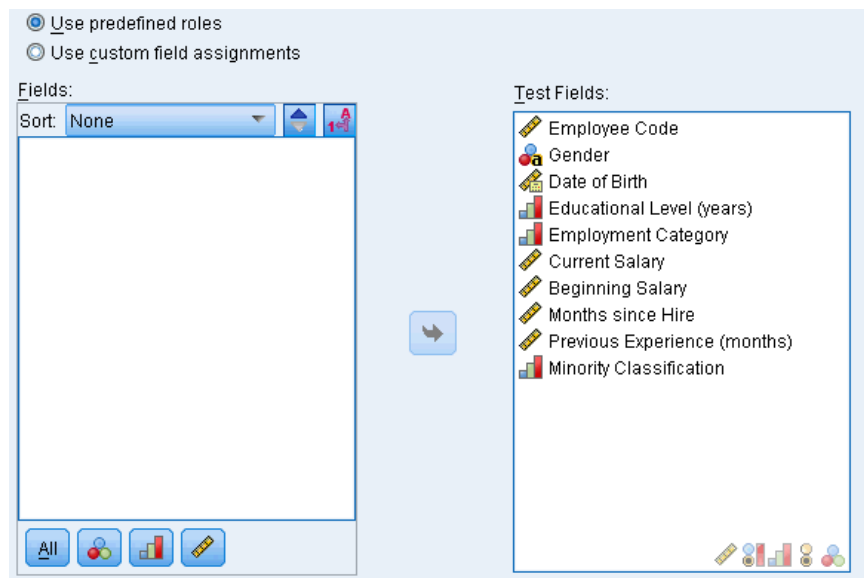 Use predefined roles
Use custom field assignments
Fields:
Sort: None
Test Fields:
Employee Code
Gender
Date of Birth
Educational Level (years)
Employment Category
Current Salary
Beginning Salary
Months since Hire
Previous Experience (months)
Minority Classification
All